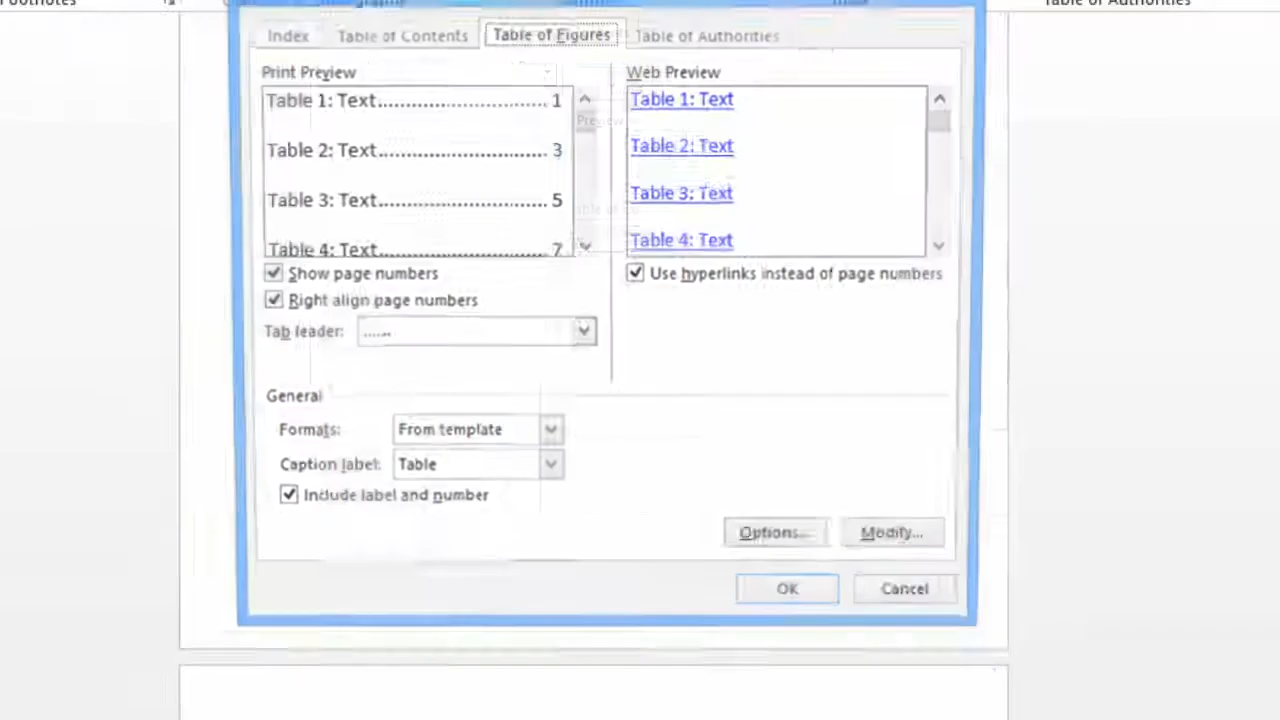 Table of Authorities
Index
Table of Contents
Table of Figures
Table of Authorities
Print Preview
Web Preview
Table 1: Text................................ 1
Table 2: Text................................ 3
Table 3: Text................................ 5
Table 4: Text................................ 7
Table 1: Text
Table 2: Text
Table 3: Text
Table 4: Text
Show page numbers
Use hyperlinks instead of page numbers
Right align page numbers
Tab leader: ......
General
Formats: From template
Caption label: Table
Include label and number
Options...
Modify...
OK
Cancel